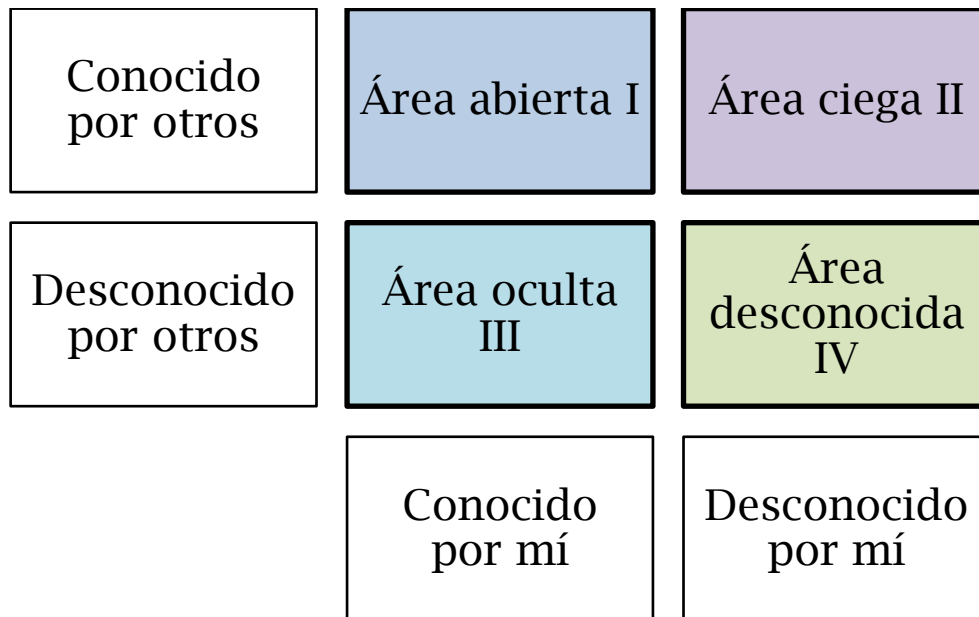 Conocido
por otros
Área abierta I
Área ciega II
Desconocido
por otros
Área oculta
III
Área
desconocida
IV
Conocido
por mí
Desconocido
por mí